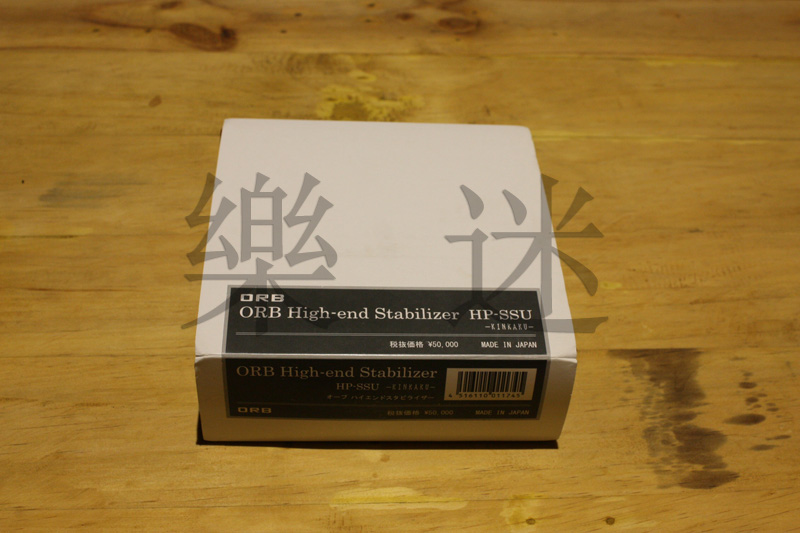 樂迷
ORB
ORB High-end Stabilizer HP-SSU
-KINKAKU-
税抜価格 ¥50,000 MADE IN JAPAN
ORB High-end Stabilizer
HP-SSU -KINKAKU-
オーブ ハイエンドスタビライザー
ORB 税抜価格 ¥50,000 MADE IN JAPAN